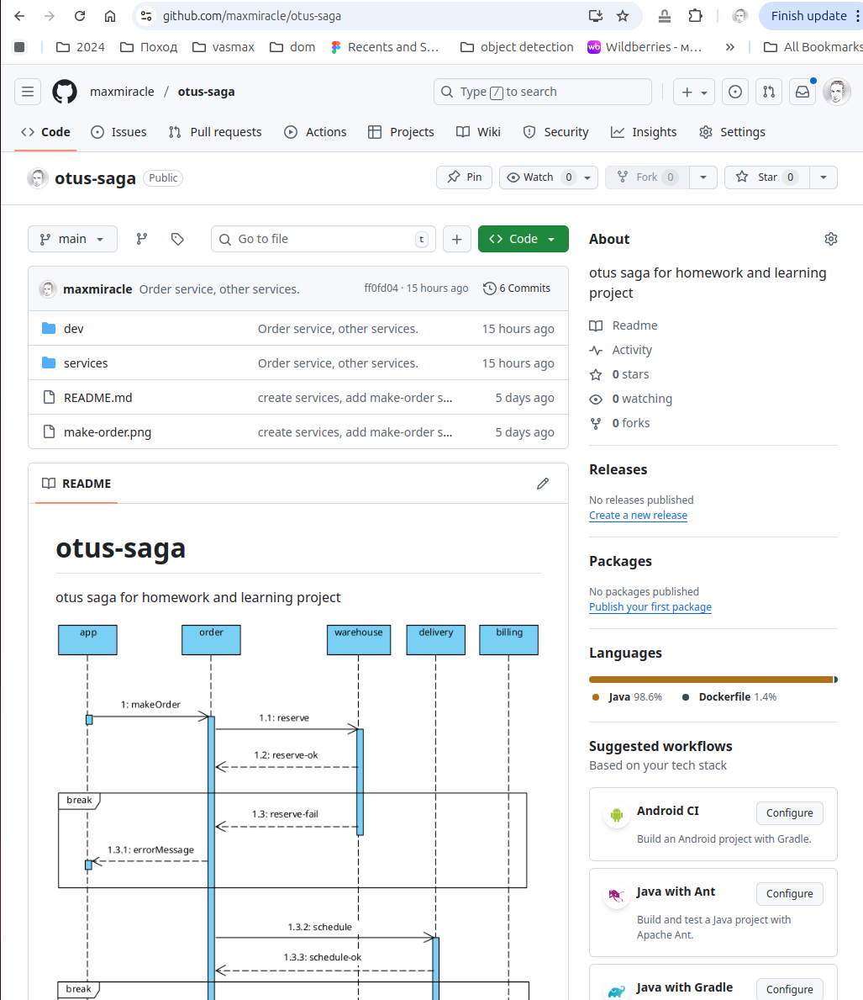 github.com/maxmiracle/otus-saga
Finish update
2024
Поход
vasmax
dom
Recents and S…
object detection
wb Wildberries - м…
»
All Bookmarks
maxmiracle / otus-saga
Type / to search
Code
Issues
Pull requests
Actions
Projects
Wiki
Security
Insights
Settings
otus-saga Public
Pin
Watch 0
Fork 0
Star 0
main
Go to file t
Code
maxmiracle Order service, other services. ff0fd04 · 15 hours ago 6 Commits
dev Order service, other services. 15 hours ago
services Order service, other services. 15 hours ago
README.md create services, add make-order s... 5 days ago
make-order.png create services, add make-order s... 5 days ago
README
otus-saga
otus saga for homework and learning project
app order warehouse delivery billing
1: makeOrder
1.1: reserve
1.2: reserve-ok
break
1.3: reserve-fail
1.3.1: errorMessage
1.3.2: schedule
1.3.3: schedule-ok
break
About
otus saga for homework and learning
project
Readme
Activity
0 stars
0 watching
0 forks
Releases
No releases published
Create a new release
Packages
No packages published
Publish your first package
Languages
Java 98.6% Dockerfile 1.4%
Suggested workflows
Based on your tech stack
Android CI Configure
Build an Android project with Gradle.
Java with Ant Configure
Build and test a Java project with
Apache Ant.
Java with Gradle Configure